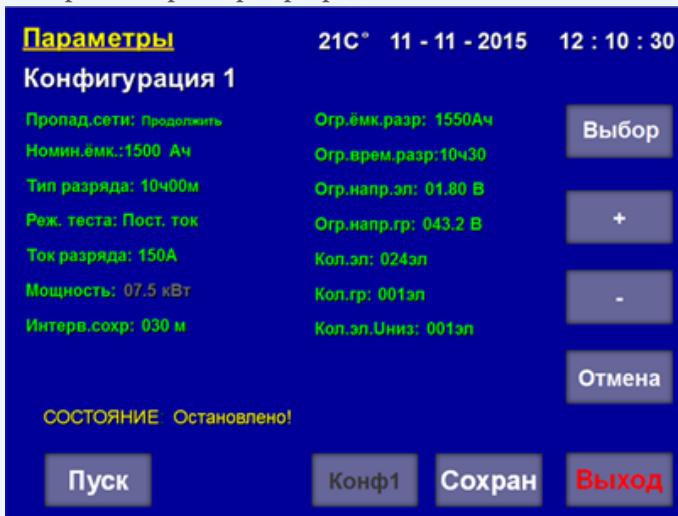 Параметры 21C° 11 - 11 - 2015 12 : 10 : 30
Конфигурация 1
Пропад.сети: Продолжить Огр.ёмк.разр: 1550Ач Выбор
Номин.ёмк.:1500 Ач Огр.врем.разр:10ч30
Тип разряда: 10ч00м Огр.напр.эл: 01.80 В
Реж. теста: Пост. ток Огр.напр.гр: 043.2 В +
Ток разряда: 150А Кол.эл: 024эл
Мощность: 07.5 кВт Кол.гр: 001эл -
Интерв.сохр: 030 м Кол.эл.Uниз: 001эл
Отмена
СОСТОЯНИЕ Остановлено!
Пуск Конф1 Сохран Выход